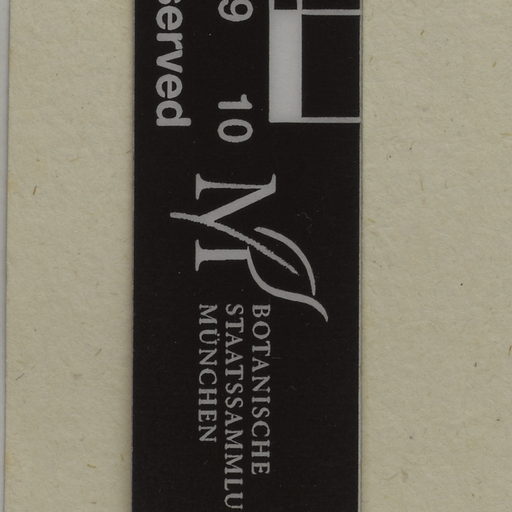 served
9 10
BOTANISCHE
STAATSSAMMLU
MÜNCHEN